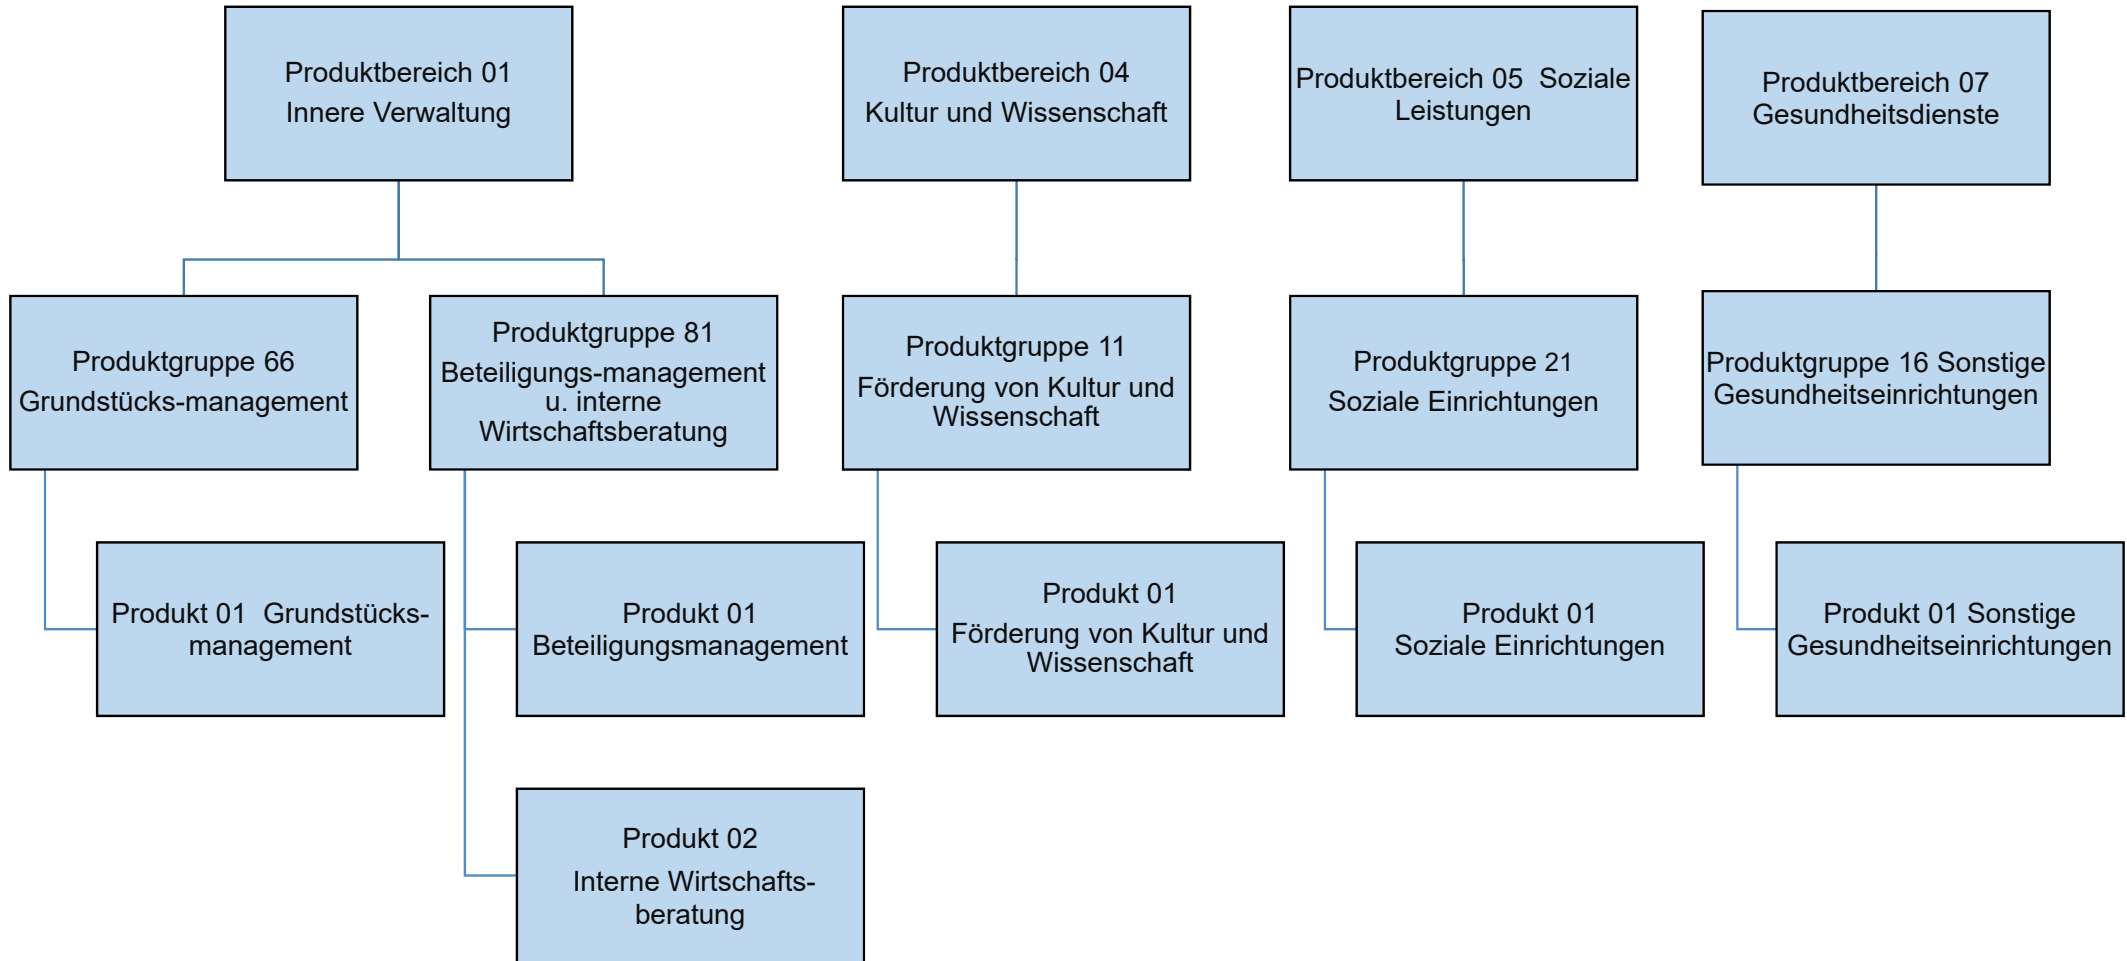 Produktbereich 01
Innere Verwaltung
Produktbereich 04
Kultur und Wissenschaft
Produktbereich 05  Soziale
Leistungen
Produktbereich 07
Gesundheitsdienste
Produktgruppe 66
Grundstücks-management
Produktgruppe 81
Beteiligungs-management
u. interne
Wirtschaftsberatung
Produktgruppe 11
Förderung von Kultur und
Wissenschaft
Produktgruppe 21
Soziale Einrichtungen
Produktgruppe 16 Sonstige
Gesundheitseinrichtungen
Produkt 01  Grundstücks-
management
Produkt 01
Beteiligungsmanagement
Produkt 01
Förderung von Kultur und
Wissenschaft
Produkt 01
Soziale Einrichtungen
Produkt 01 Sonstige
Gesundheitseinrichtungen
Produkt 02
Interne Wirtschafts-
beratung